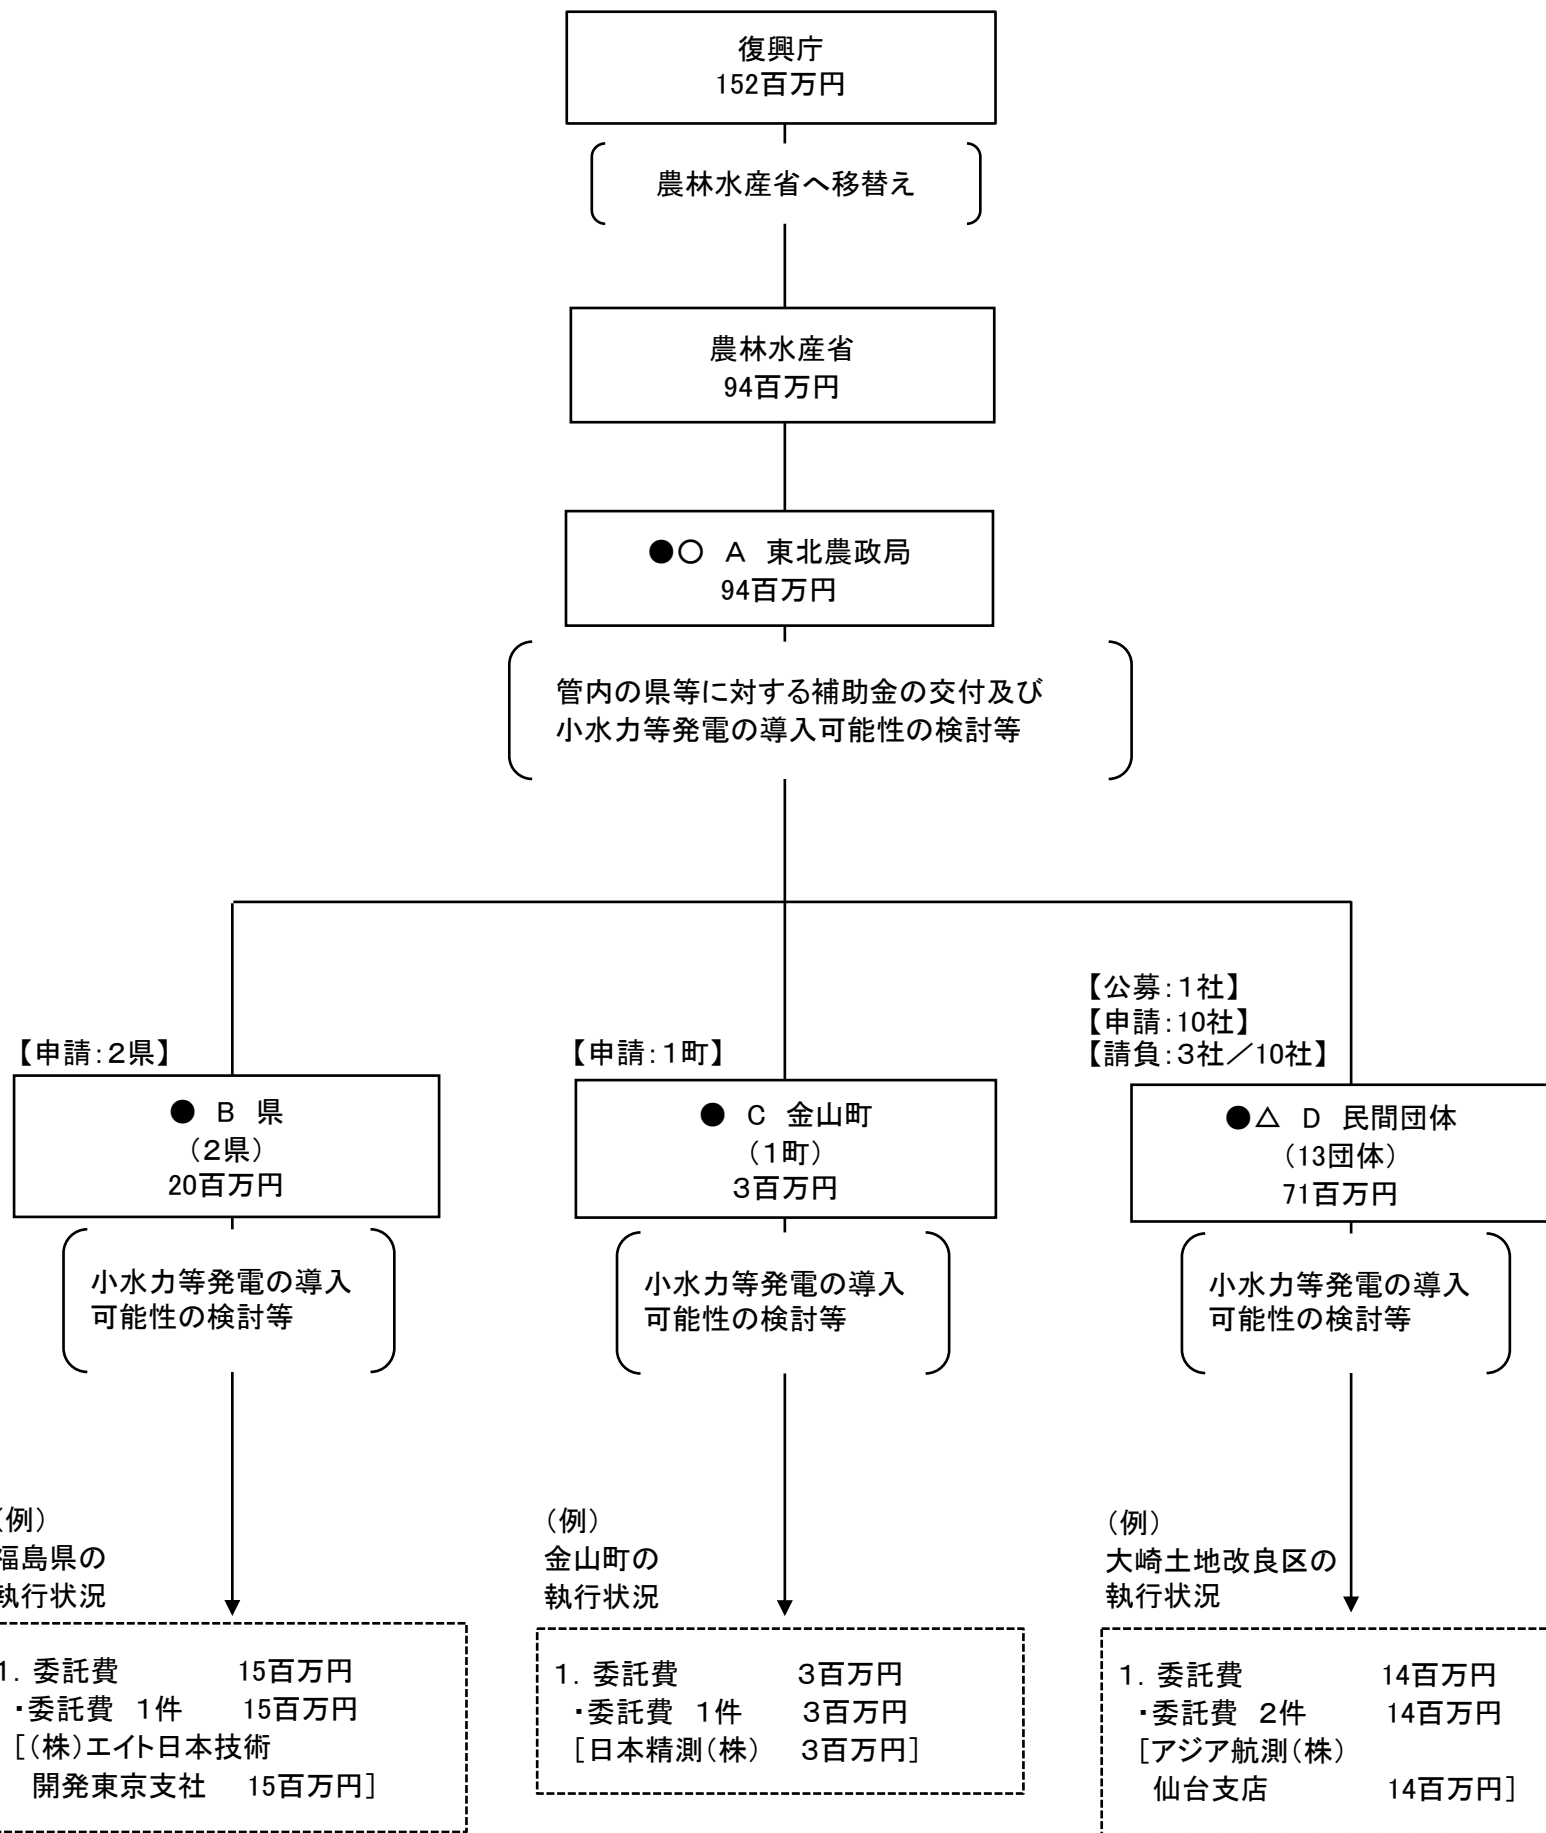 復興庁
152百万円
農林水産省へ移替え
農林水産省
94百万円
●○ A 東北農政局
94百万円
管内の県等に対する補助金の交付及び
小水力等発電の導入可能性の検討等
【申請:2県】
● B 県
(2県)
20百万円
小水力等発電の導入
可能性の検討等
(例)
福島県の
執行状況
1. 委託費 15百万円
・委託費 1件 15百万円
[(株)エイト日本技術
開発東京支社 15百万円]
【申請:1町】
● C 金山町
(1町)
3百万円
小水力等発電の導入
可能性の検討等
(例)
金山町の
執行状況
1. 委託費 3百万円
・委託費 1件 3百万円
[日本精測(株) 3百万円]
【公募:1社】
【申請:10社】
【請負:3社/10社】
●△ D 民間団体
(13団体)
71百万円
小水力等発電の導入
可能性の検討等
(例)
大崎土地改良区の
執行状況
1. 委託費 14百万円
・委託費 2件 14百万円
[アジア航測(株)
仙台支店 14百万円]